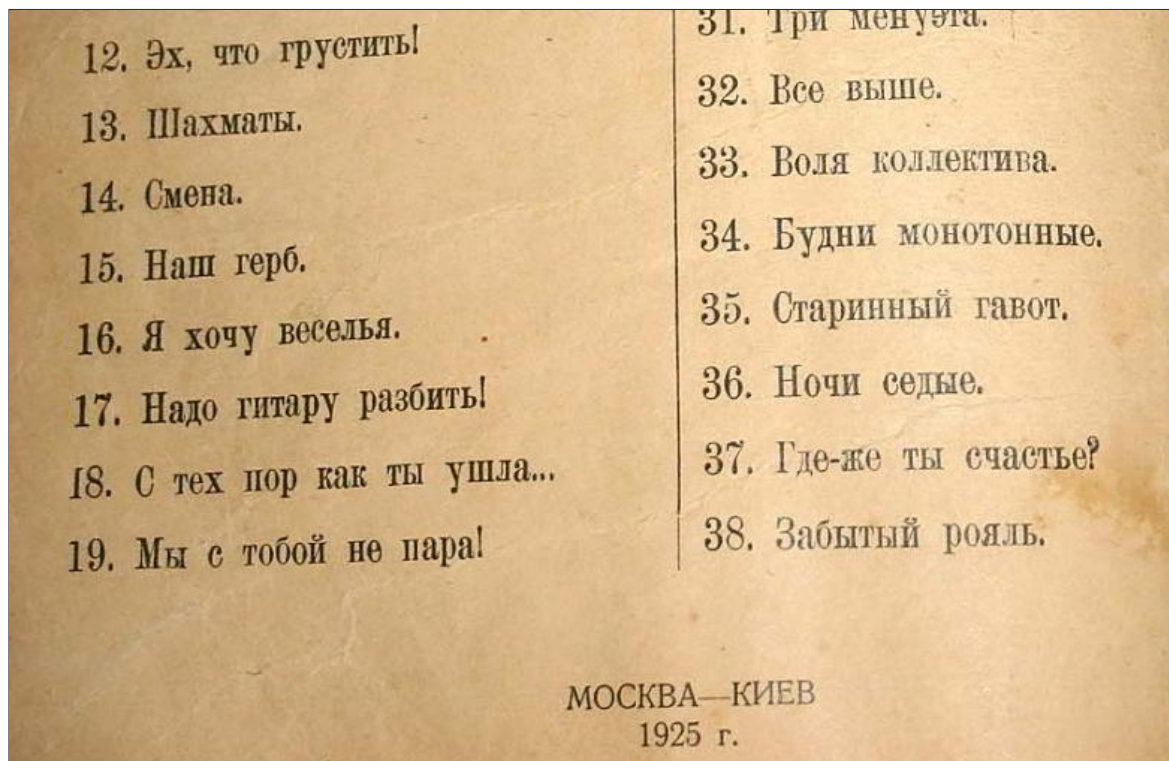 12. Эх, что грустить!
13. Шахматы.
14. Смена.
15. Наш герб.
16. Я хочу веселья.
17. Надо гитару разбить!
18. С тех пор как ты ушла...
19. Мы с тобой не пара!
31. Три менуэта.
32. Все выше.
33. Воля коллектива.
34. Будни монотонные.
35. Старинный гавот.
36. Ночи седые.
37. Где-же ты счастье?
38. Забытый рояль.
МОСКВА—КИЕВ
1925 г.